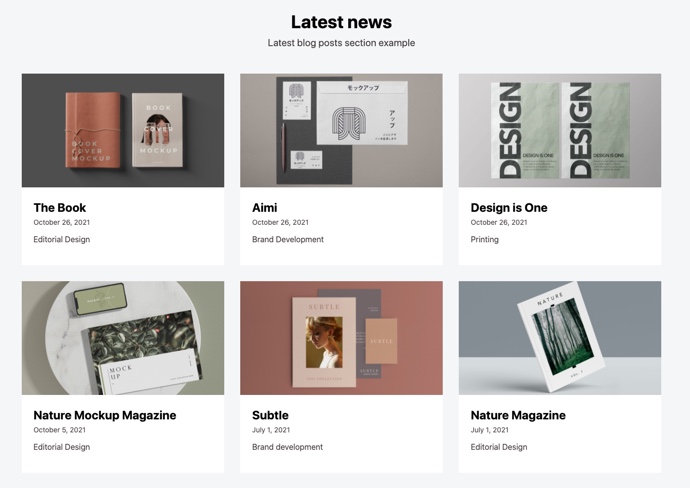 Latest news
Latest blog posts section example
BOOK
COVER
MOCKUP
BOOK
COVER
MOCKUP
モックアップ
アップ
DESIGN
DESIGN IS ONE
DESIGN
DESIGN IS ONE
The Book
October 26, 2021
Editorial Design
Aimi
October 26, 2021
Brand Development
Design is One
October 26, 2021
Printing
MOCK
UP
SUBTLE
SUBTLE
NATURE
Nature Mockup Magazine
October 5, 2021
Editorial Design
Subtle
July 1, 2021
Brand development
Nature Magazine
July 1, 2021
Editorial Design